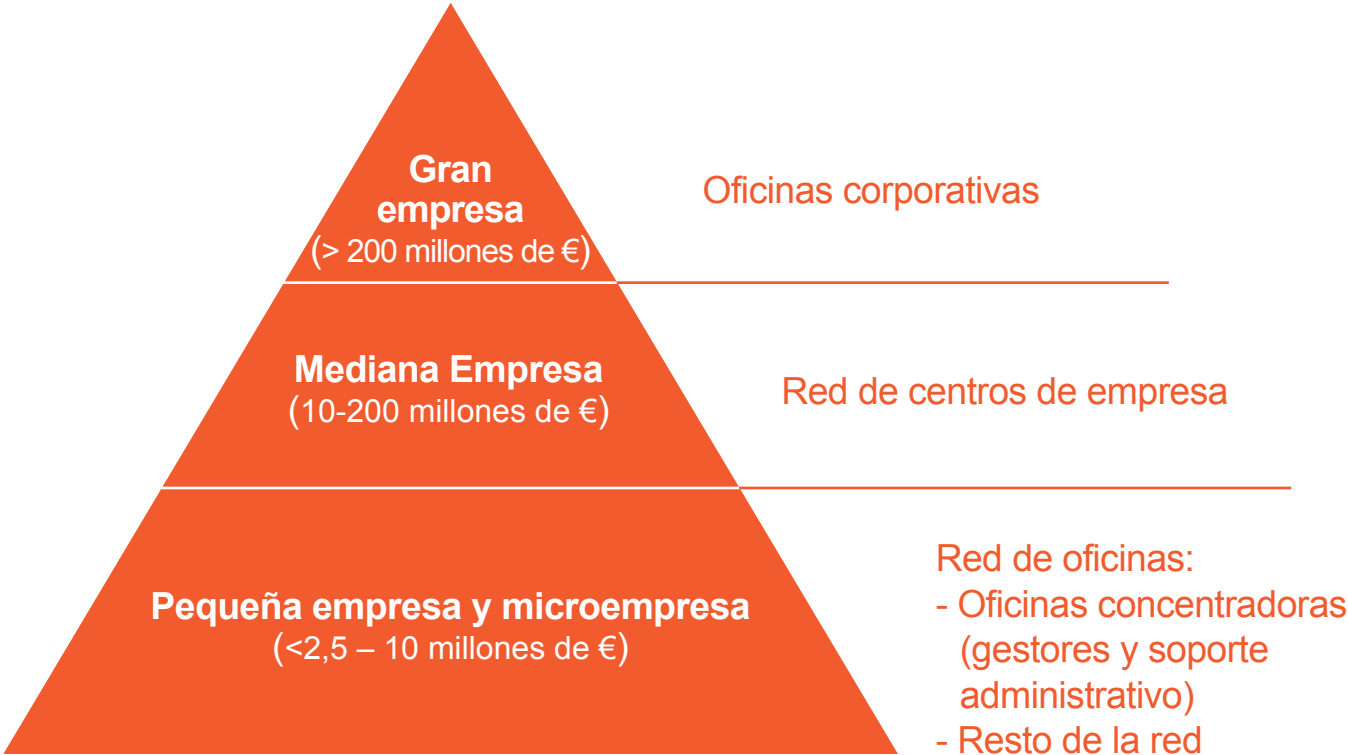 Gran
empresa
(> 200 millones de €)
Oficinas corporativas
Mediana Empresa
(10-200 millones de €)
Red de centros de empresa
Pequeña empresa y microempresa
(<2,5 – 10 millones de €)
Red de oficinas:
- Oficinas concentradoras
(gestores y soporte
administrativo)
- Resto de la red